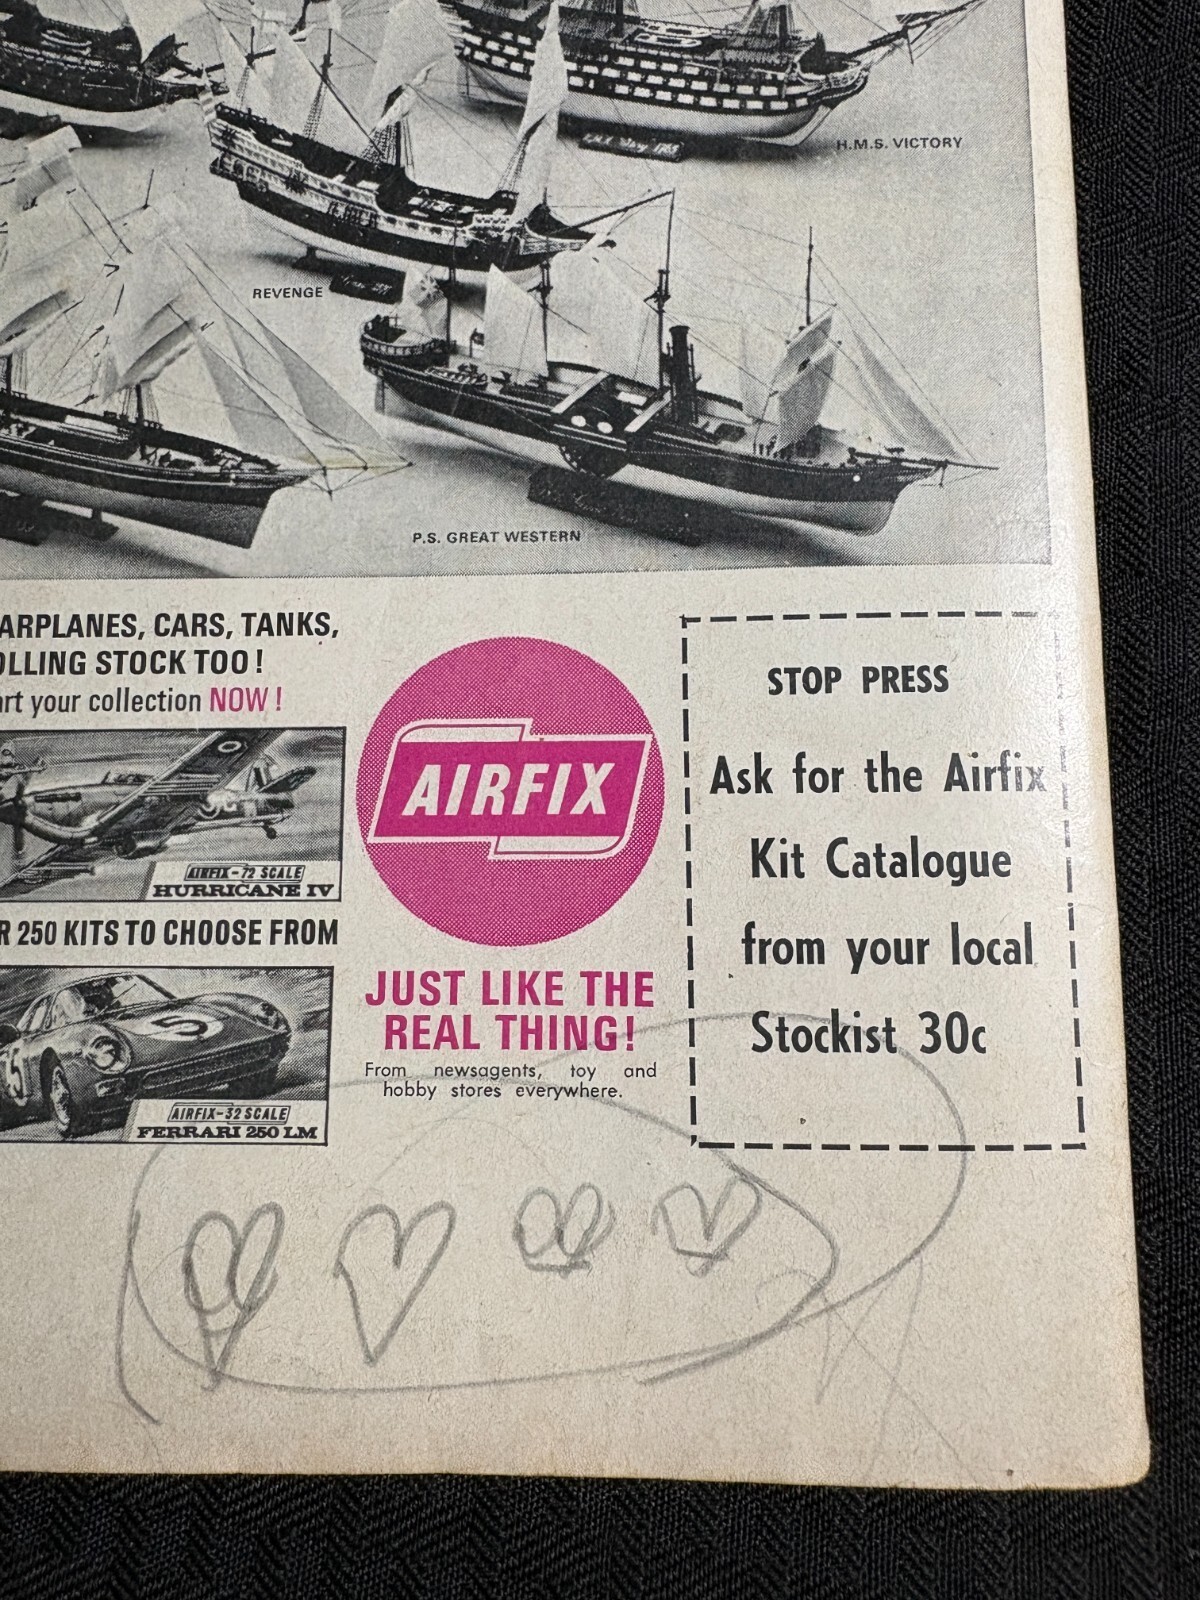 H.M.S. VICTORY
REVENGE
P.S. GREAT WESTERN
ARPLANES, CARS, TANKS,
OLLING STOCK TOO!
art your collection NOW!
AIRFIX-72 SCALE
HURRICANE IV
R 250 KITS TO CHOOSE FROM
5
AIRFIX-32 SCALE
FERRARI 250 LM
AIRFIX
JUST LIKE THE
REAL THING!
From newsagents, toy and
hobby stores everywhere.
STOP PRESS
Ask for the Airfix
Kit Catalogue
from your local
Stockist 30c